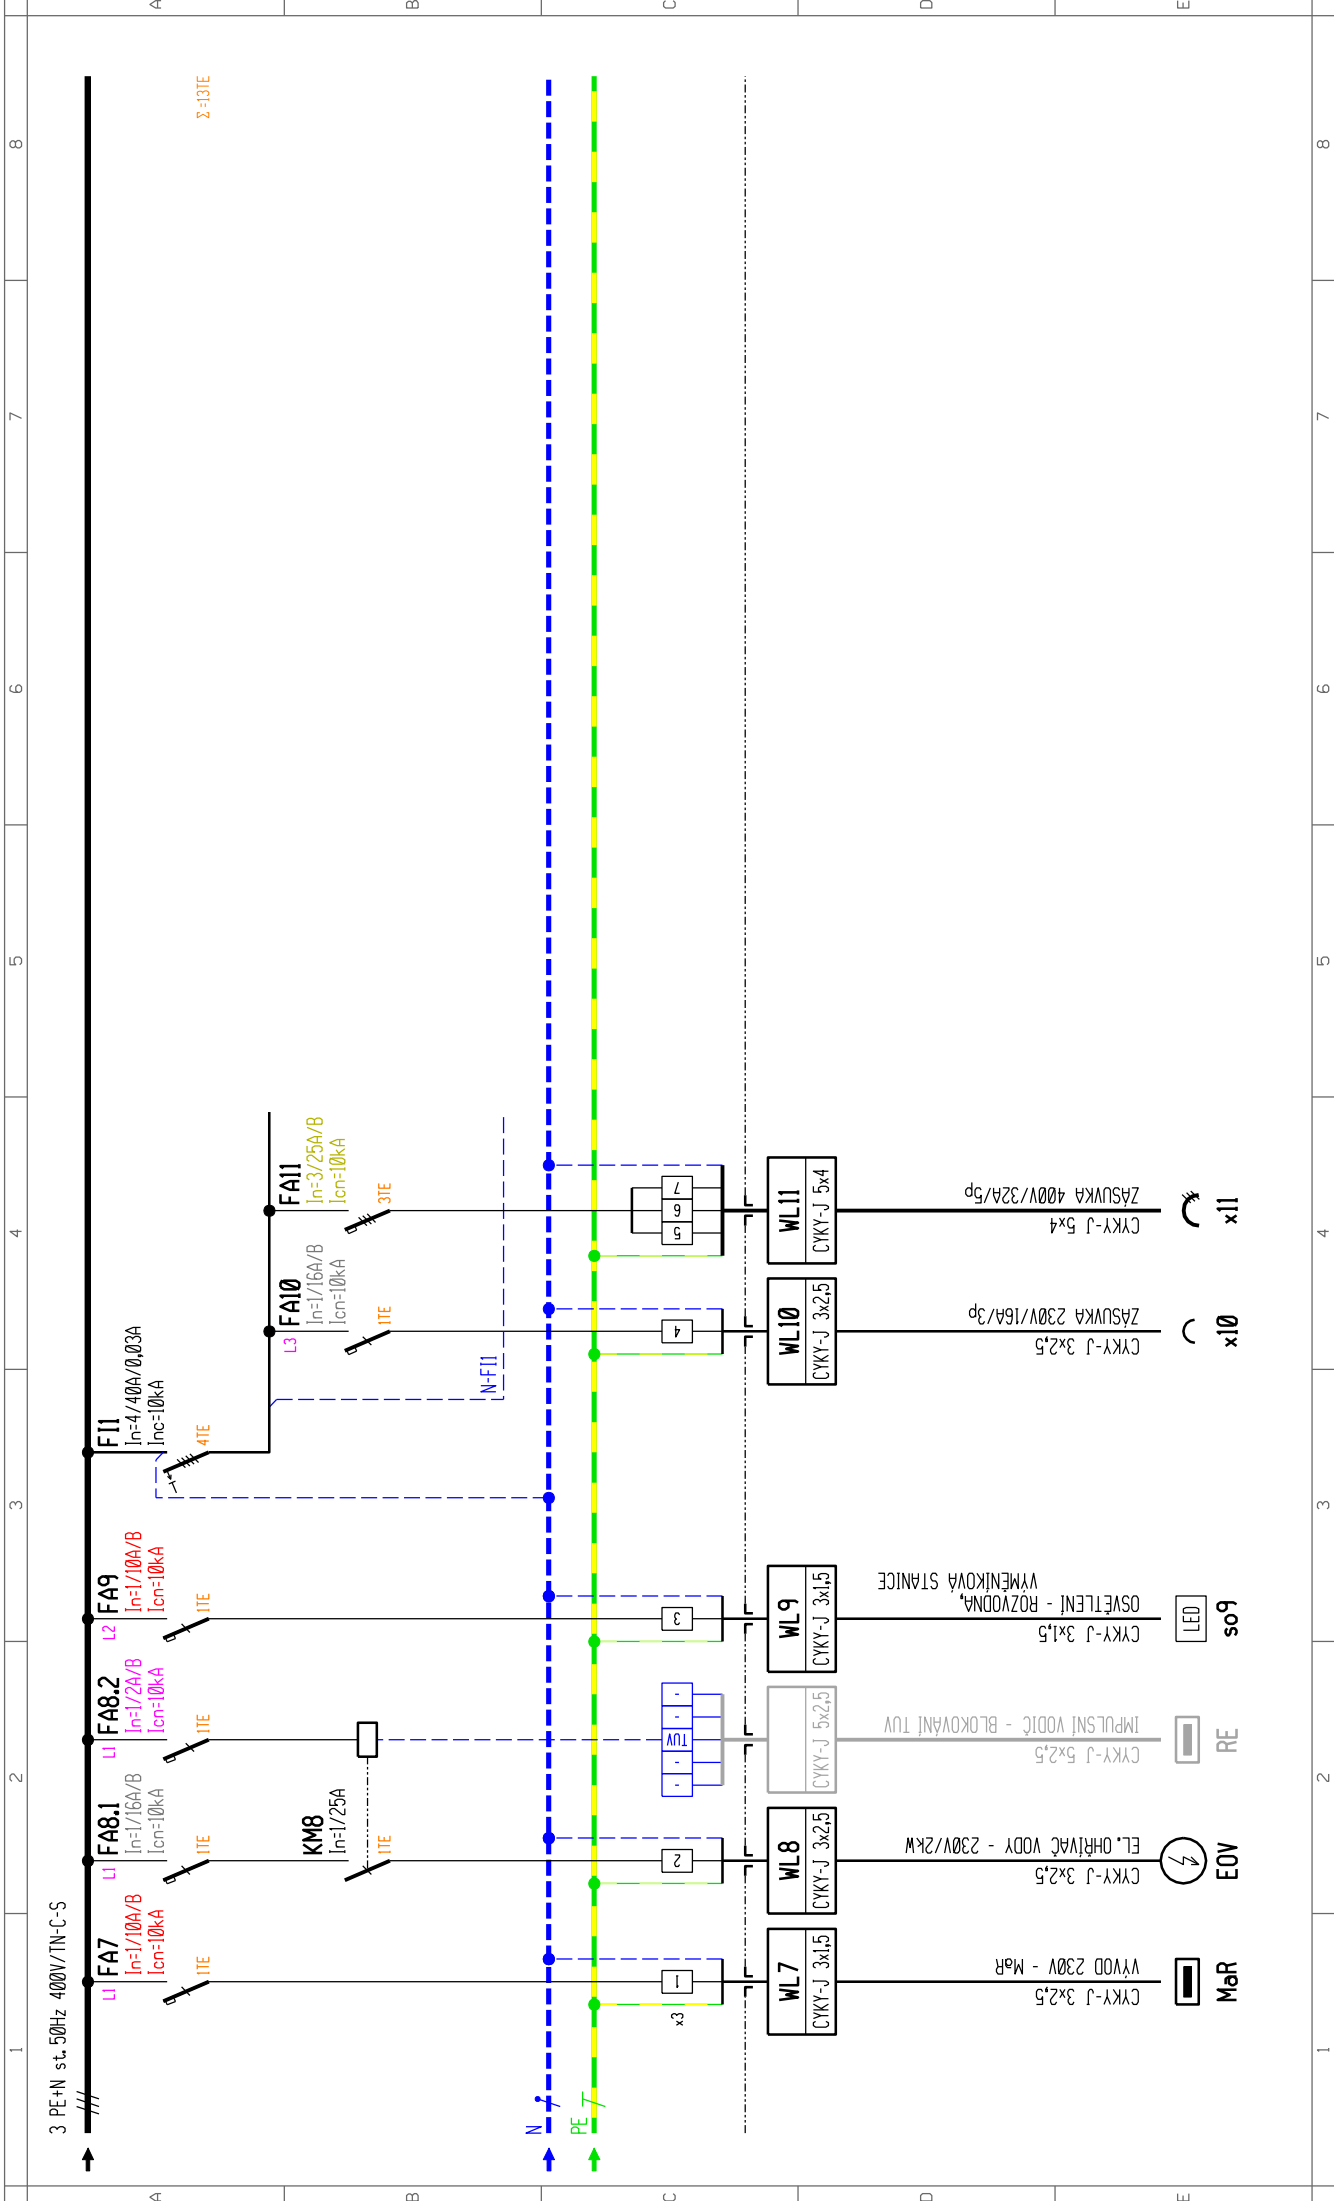 3 PE+N st. 50Hz 400V/TN-C-S
Σ=13TE
L1
FA7
In=1/10A/B
Icn=10kA
1TE
L1
FA8.1
In=1/16A/B
Icn=10kA
1TE
KM8
In=1/25A
1TE
L1
FA8.2
In=1/2A/B
Icn=10kA
1TE
L2
FA9
In=1/10A/B
Icn=10kA
1TE
FI1
In=4/40A/0,03A
Inc=10kA
4TE
L3
FA10
In=1/16A/B
Icn=10kA
1TE
FA11
In=3/25A/B
Icn=10kA
3TE
N-FI1
N
PE
x3
1
2
-
-
TUV
-
-
3
4
5
6
7
WL7
CYKY-J 3x1,5
WL8
CYKY-J 3x2,5
CYKY-J 5x2,5
WL9
CYKY-J 3x1,5
WL10
CYKY-J 3x2,5
WL11
CYKY-J 5x4
CYKY-J 3x2,5
VÝVOD 230V - MaR
CYKY-J 3x2,5
EL. OHŘÍVAČ VODY - 230V/2kW
CYKY-J 5x2,5
IMPULSNÍ VODIČ - BLOKOVÁNÍ TUV
CYKY-J 3x1,5
OSVĚTLENÍ - ROZVODNA,
VÝMĚNÍKOVÁ STANICE
CYKY-J 3x2,5
ZÁSUVKA 230V/16A/3p
CYKY-J 5x4
ZÁSUVKA 400V/32A/5p
MaR
EOV
RE
LED
so9
x10
x11
1
2
3
4
5
6
7
8
1
2
3
4
5
6
7
8
A
B
C
D
E
A
B
C
D
E